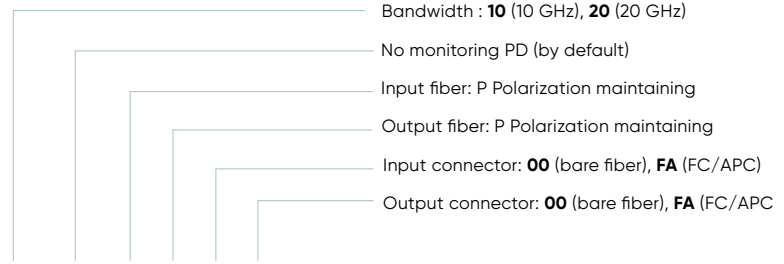 Bandwidth : 10 (10 GHz), 20 (20 GHz)
No monitoring PD (by default)
Input fiber: P Polarization maintaining
Output fiber: P Polarization maintaining
Input connector: 00 (bare fiber), FA (FC/APC)
Output connector: 00 (bare fiber), FA (FC/APC